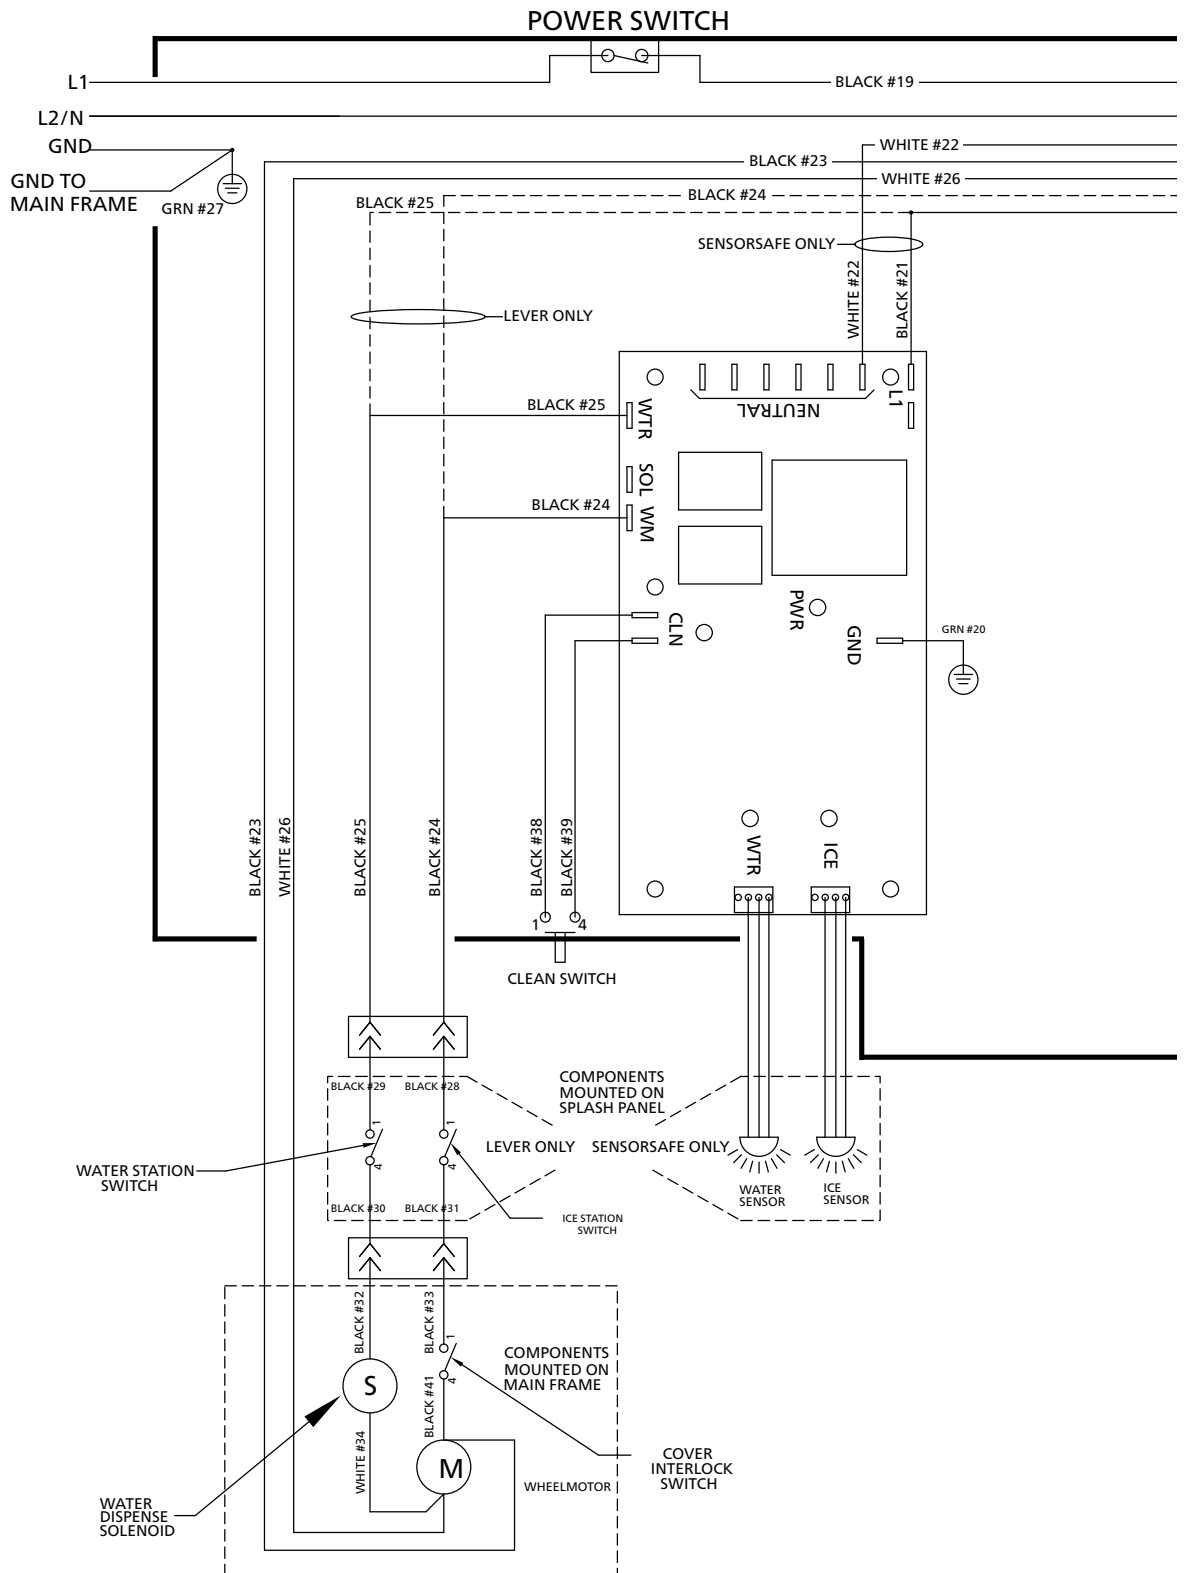 POWER SWITCH
L1
BLACK #19
L2/N
GND
WHITE #22
BLACK #23
GND TO
MAIN FRAME
GRN #27
WHITE #26
BLACK #24
BLACK #25
SENSORSAFE ONLY
WHITE #22
BLACK #21
LEVER ONLY
NEUTRAL
L1
BLACK #25
WTR
SOL
BLACK #24
WM
CLN
PWR
GND
GRN #20
BLACK #23
WHITE #26
BLACK #25
BLACK #24
BLACK #38
BLACK #39
WTR
ICE
1
4
CLEAN SWITCH
BLACK #29
BLACK #28
COMPONENTS
MOUNTED ON
SPLASH PANEL
1
1
LEVER ONLY
SENSORSAFE ONLY
4
4
WATER STATION
SWITCH
WATER
SENSOR
ICE
SENSOR
BLACK #30
BLACK #31
ICE STATION
SWITCH
BLACK #32
BLACK #33
1
COMPONENTS
MOUNTED ON
MAIN FRAME
4
S
BLACK #41
WHITE #34
M
WHEELMOTOR
COVER
INTERLOCK
SWITCH
WATER
DISPENSE
SOLENOID